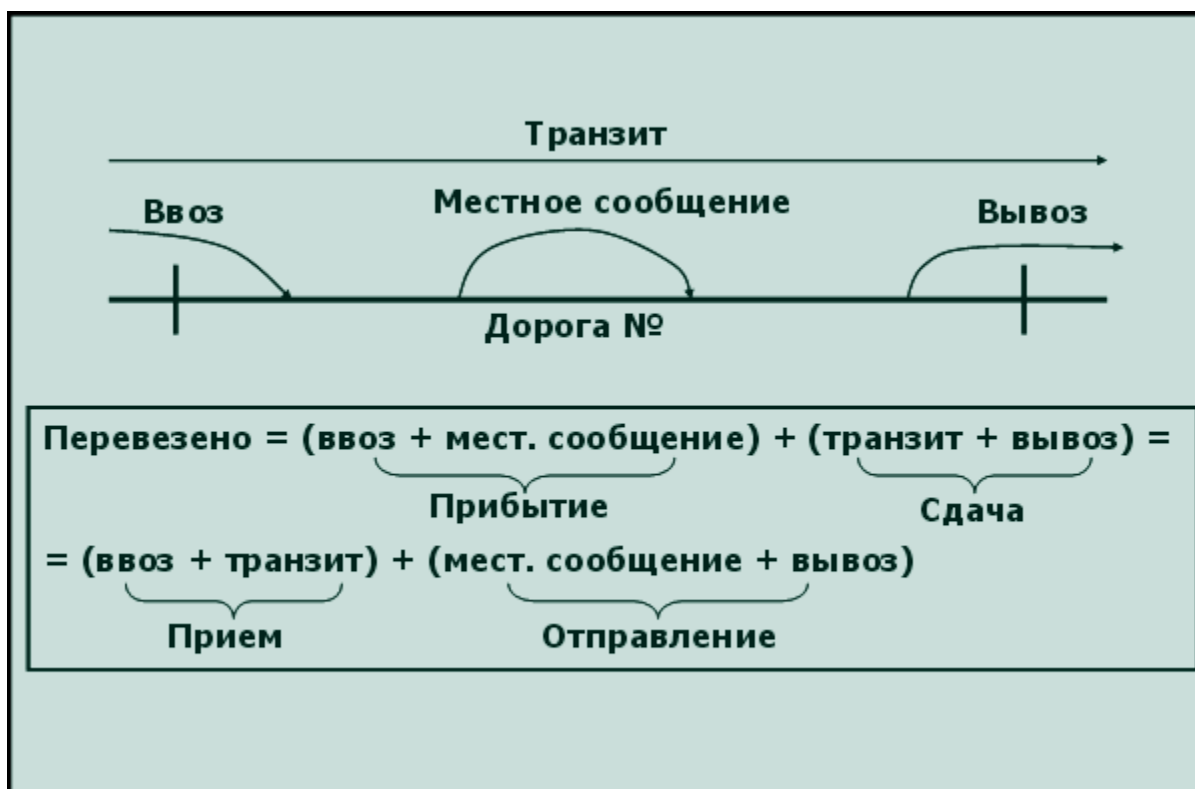 Транзит
Ввоз
Местное сообщение
Вывоз
Дорога №
Перевезено = (ввоз + мест. сообщение) + (транзит + вывоз) =
Прибытие
Сдача
= (ввоз + транзит) + (мест. сообщение + вывоз)
Прием
Отправление